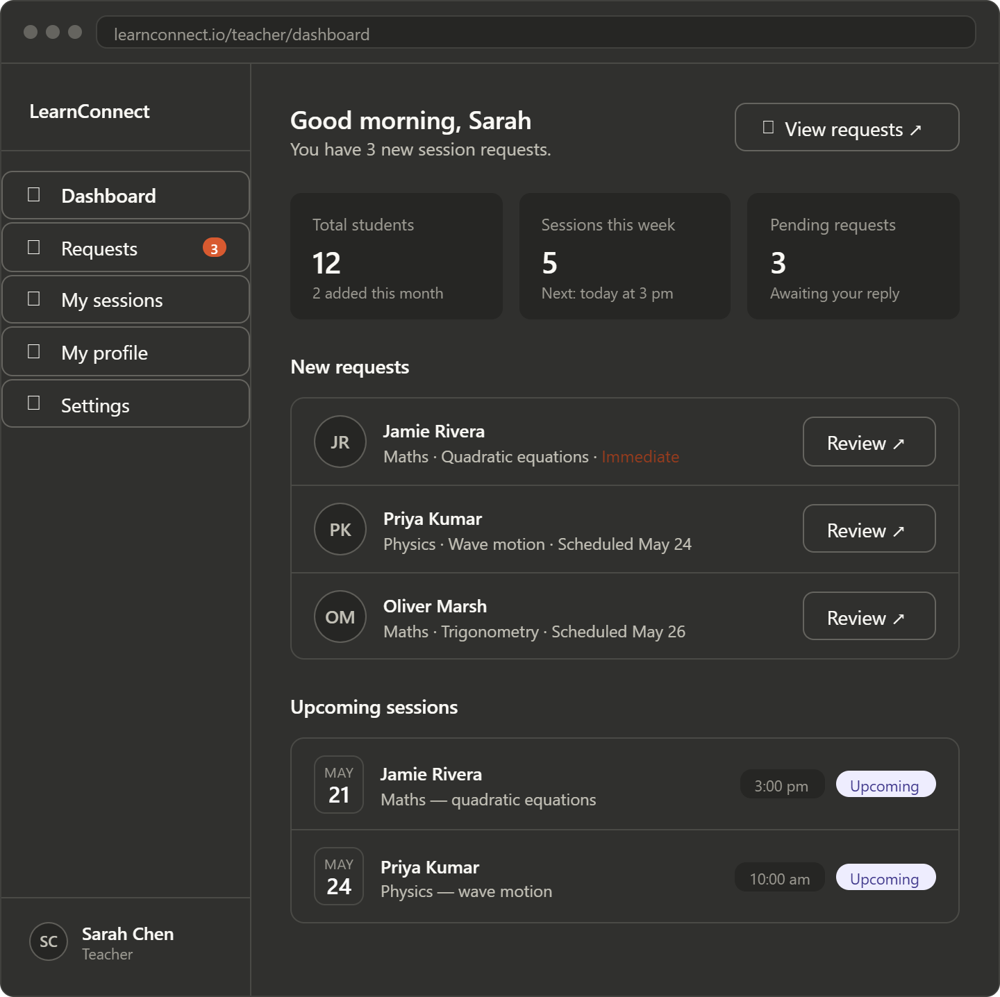 learnconnect.io/teacher/dashboard
LearnConnect
Dashboard
Requests 3
My sessions
My profile
Settings
SC
Sarah Chen
Teacher
Good morning, Sarah
You have 3 new session requests.
View requests ↗
Total students
12
2 added this month
Sessions this week
5
Next: today at 3 pm
Pending requests
3
Awaiting your reply
New requests
JR
Jamie Rivera
Maths · Quadratic equations · Immediate
Review ↗
PK
Priya Kumar
Physics · Wave motion · Scheduled May 24
Review ↗
OM
Oliver Marsh
Maths · Trigonometry · Scheduled May 26
Review ↗
Upcoming sessions
MAY
21
Jamie Rivera
Maths — quadratic equations
3:00 pm
Upcoming
MAY
24
Priya Kumar
Physics — wave motion
10:00 am
Upcoming